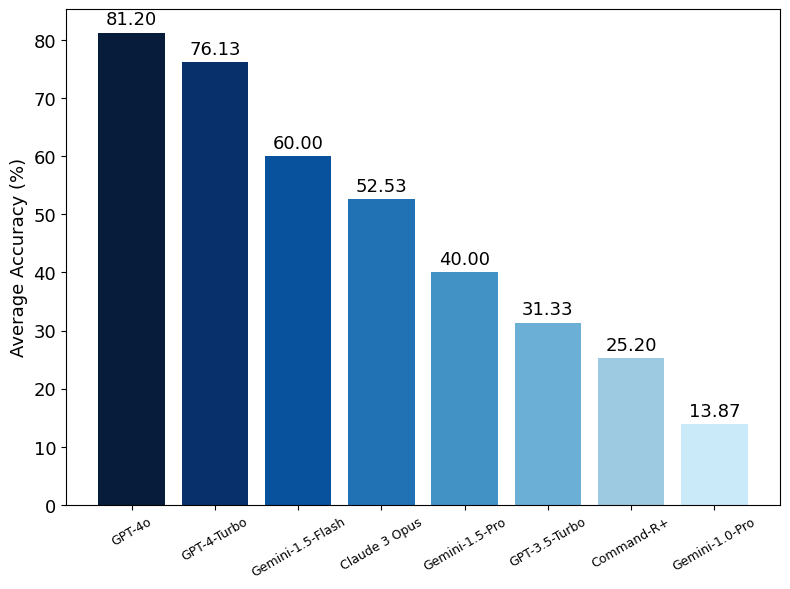 81.20
76.13
60.00
52.53
40.00
31.33
25.20
13.87
Average Accuracy (%)
80
70
60
50
40
30
20
10
0
GPT-4o
GPT-4-Turbo
Gemini-1.5-Flash
Claude 3 Opus
Gemini-1.5-Pro
GPT-3.5-Turbo
Command-R+
Gemini-1.0-Pro